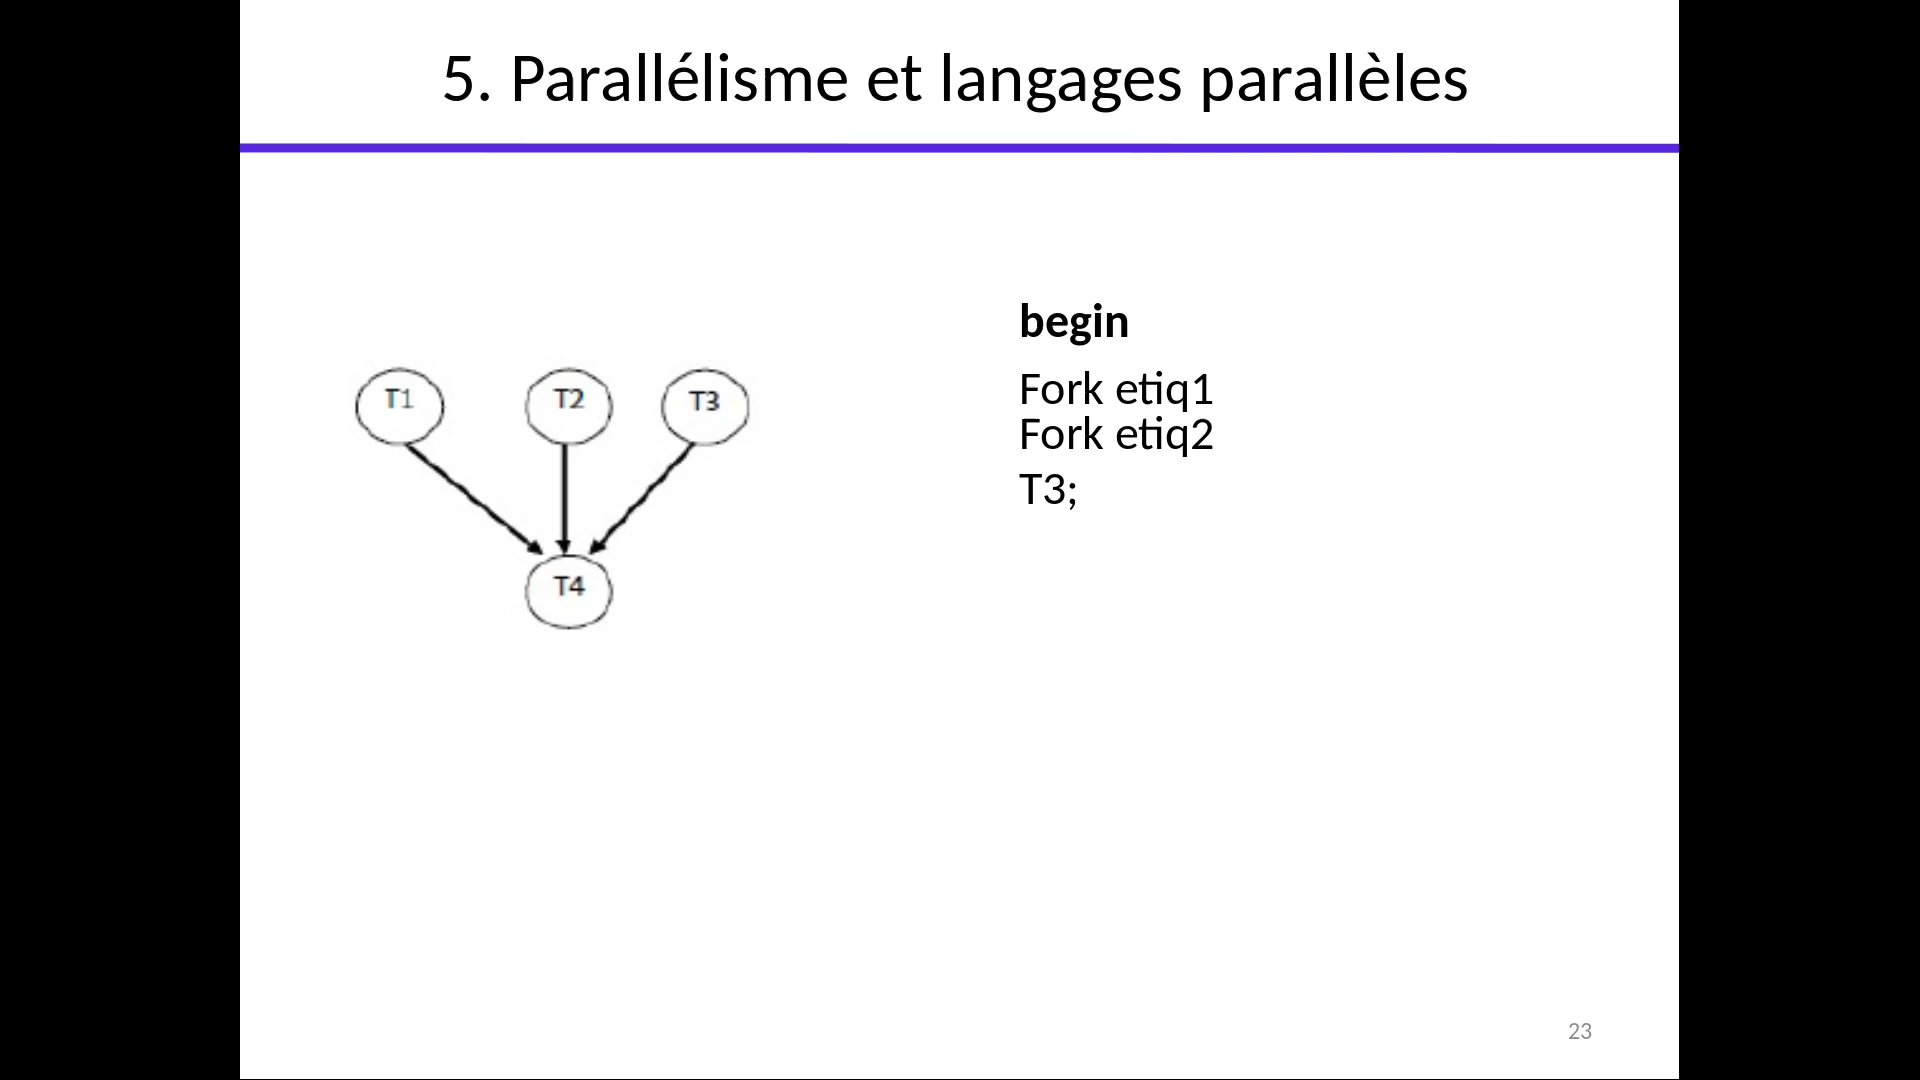 5. Parallélisme et langages parallèles
T1
T2
T3
T4
begin
Fork etiq1
Fork etiq2
T3;
23